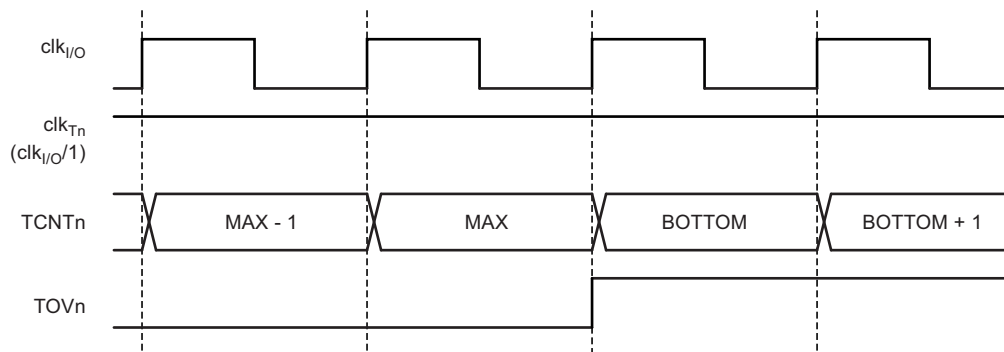 clkI/O
clkTn
(clkI/O/1)
TCNTn MAX - 1 MAX BOTTOM BOTTOM + 1
TOVn